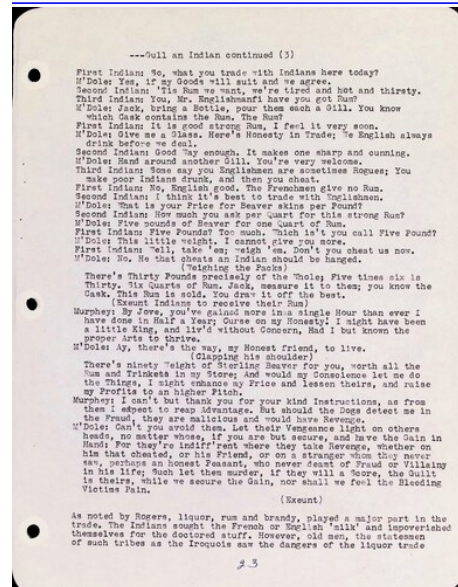 ---Gull an Indian continued (3)
First Indian: So, what you trade with Indians here today?
M'Dole: Yes, if my Goods will suit and we agree.
Second Indian: 'Tis Rum we want, we're tired and hot and thirsty.
Third Indian: You, Mr. Englishmanfi have you got Rum?
M'Dole: Jack, bring a Bottle, pour them each a Gill. You know
which Cask contains the Rum. The Rum?
First Indian: It is good strong Rum, I feel it very soon.
M'Dole: Give me a Glass. Here's Honesty in Trade; We English always
drink before we deal.
Second Indian: Good Way enough. It makes one sharp and cunning.
M'Dole: Hand around another Gill. You're very welcome.
Third Indian: Some say you Englishmen are sometimes Rogues; You
make poor Indians drunk, and then you cheat.
First Indian: No, English good. The Frenchmen give no Rum.
Second Indian: I think it's best to trade with Englishmen.
M'Dole: What is your Price for Beaver skins per Pound?
Second Indian: How much you ask per Quart for this strong Rum?
M'Dole: Five pounds of Beaver for one Quart of Rum.
First Indian: Five Pounds? Too much. Which is't you call Five Pound?
M'Dole: This little weight. I cannot give you more.
First Indian: Well, take 'em; weigh 'em. Don't you cheat us now.
M'Dole: No. He that cheats an Indian should be hanged.
(Weighing the Packs)
There's Thirty Pounds precisely of the Whole; Five times six is
Thirty. Six Quarts of Rum. Jack, measure it to them; you know the
Cask. This Rum is sold. You draw it off the best.
(Exeunt Indians to receive their Rum)
Murphey: By Jove, you've gained more in a Single Hour than ever I
have done in Half a Year; Curse on my Honesty! I might have been
a little King, and liv'd without Concern, Had I but known the
proper Arts to thrive.
M'Dole: Ay, there's the way, my Honest friend, to live.
(Clapping his shoulder)
There's ninety Weight of Sterling Beaver for you, worth all the
Rum and Trinkets in my Store; And would my Conscience let me do
the Things, I might enhance my Price and lessen theirs, and raise
my Profits to an higher Pitch.
Murphey: I can't but thank you for your kind Instructions, as from
them I expect to reap Advantage. But should the Dogs detect me in
the Fraud, they are malicious and would have Revenge.
M'Dole: Can't you avoid them. Let their Vengeance light on others
heads, no matter whose, if you are but secure, and have the Gain in
Hand: For they're indiff'rent where they take Revenge, whether on
him that cheated, or his Friend, or on a stranger whom they never
saw, perhaps an honest Peasant, who never deamt of Fraud or Villainy
in his life; Such let them murder, if they will a Score, the Guilt
is theirs, while we secure the Gain, nor shall we feel the Bleeding
Victims Pain.
(Exeunt)
As noted by Rogers, liquor, rum and brandy, played a major part in the
trade. The Indians sought the French or English 'milk' and impoverished
themselves for the doctored stuff. However, old men, the statesmen
of such tribes as the Iroquois saw the dangers of the liquor trade
23